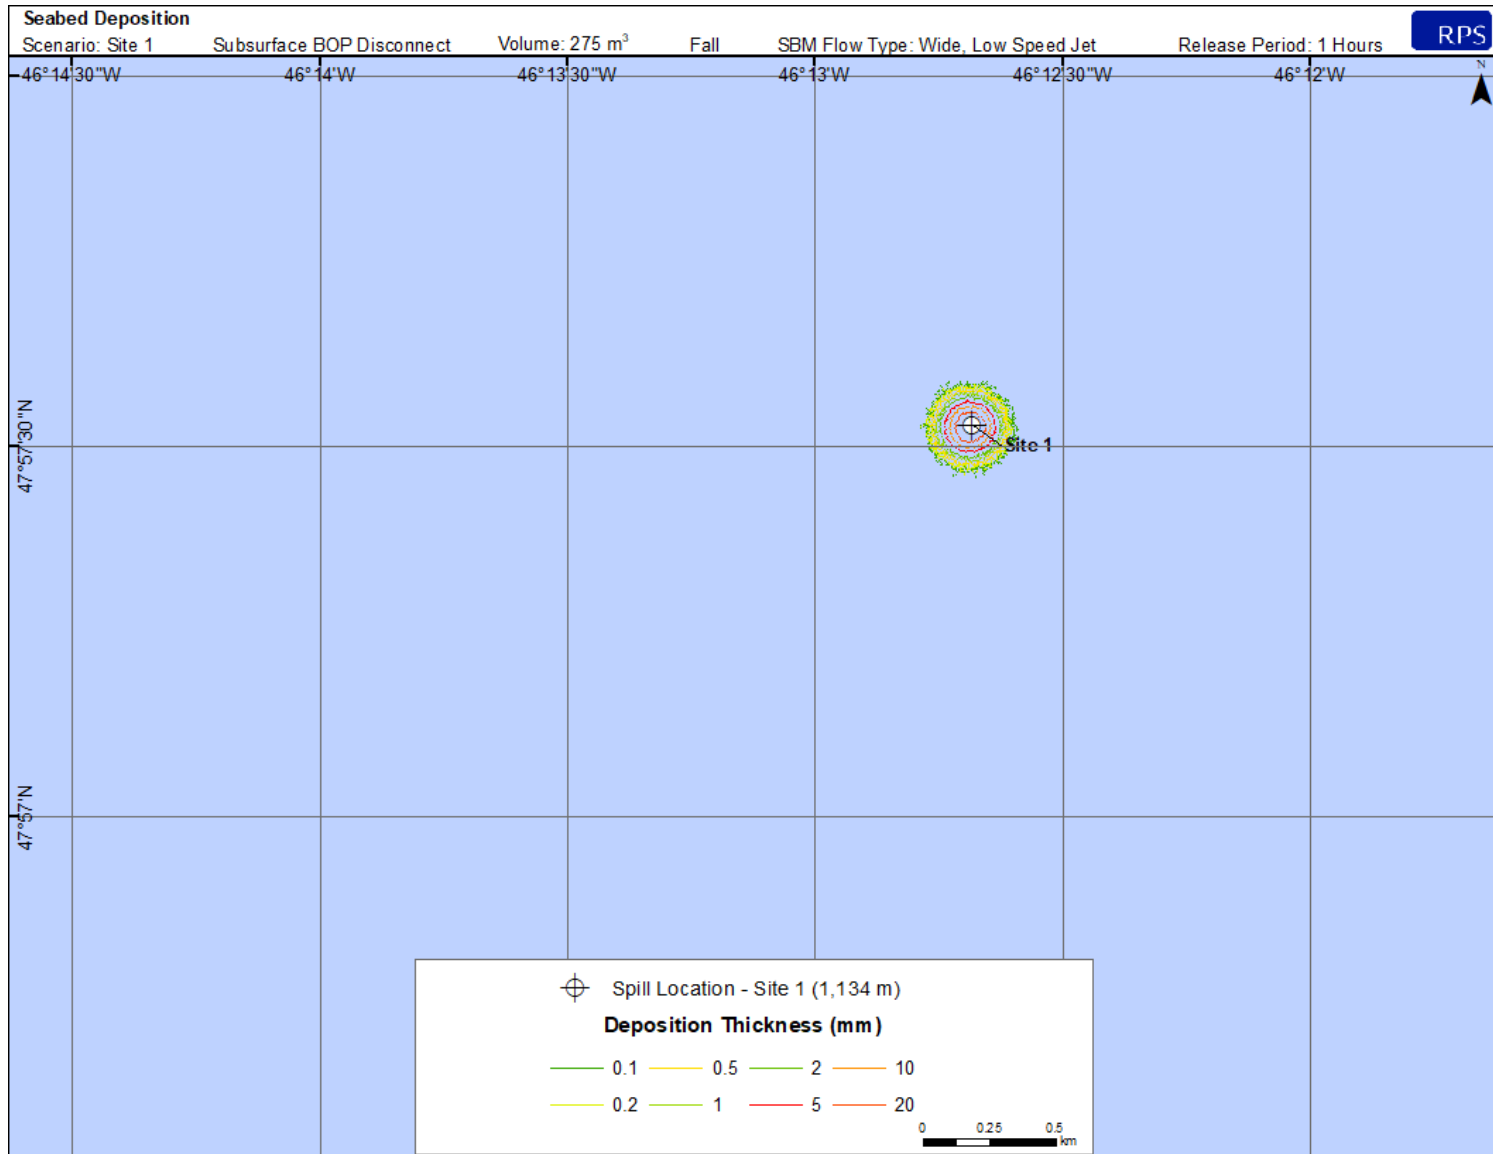 Seabed Deposition
Scenario: Site 1 Subsurface BOP Disconnect Volume: 275 m³ Fall SBM Flow Type: Wide, Low Speed Jet Release Period: 1 Hours
RPS
46°14'30"W 46°14'W 46°13'30"W 46°13'W 46°12'30"W 46°12'W
N
47°57'30"N
Site 1
47°57'N
Spill Location - Site 1 (1,134 m)
Deposition Thickness (mm)
0.1 0.5 2 10
0.2 1 5 20
0 0.25 0.5
km